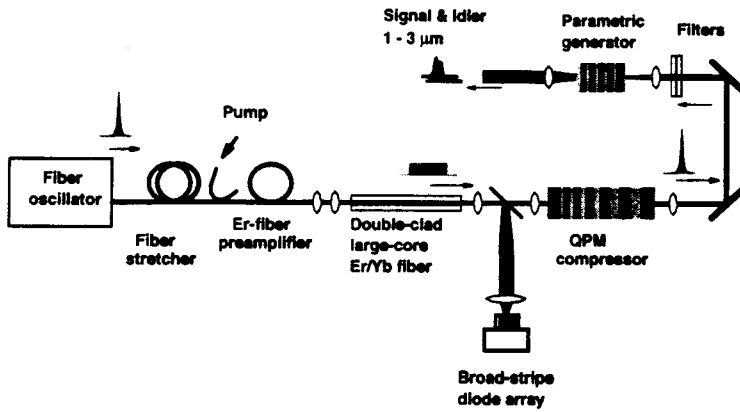 Signal & Idler
1 - 3 μm
Parametric
generator
Filters
Pump
Fiber
oscillator
Fiber
stretcher
Er-fiber
preamplifier
Double-clad
large-core
Er/Yb fiber
QPM
compressor
Broad-stripe
diode array